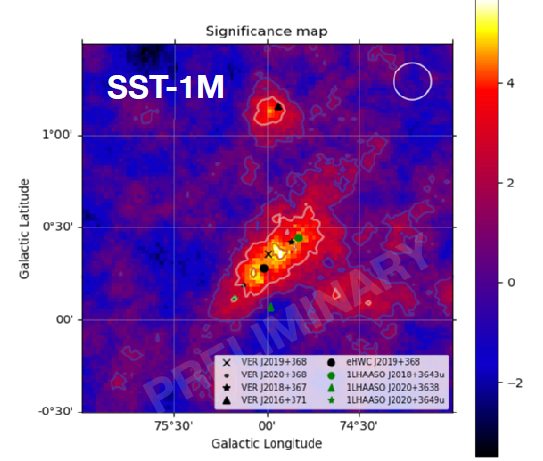 Significance map
SST-1M
4
2
0
−2
1°00'
0°30'
00'
-0°30'
75°30'
00'
74°30'
Galactic Latitude
Galactic Longitude
PRELIMINARY
× VER J2019+368
VER J2020+368
★ VER J2018+367
▲ VER J2016+371
● eHWC J2019+368
1LHAASO J2018+3643u
▲ 1LHAASO J2020+3638
★ 1LHAASO J2020+3649u